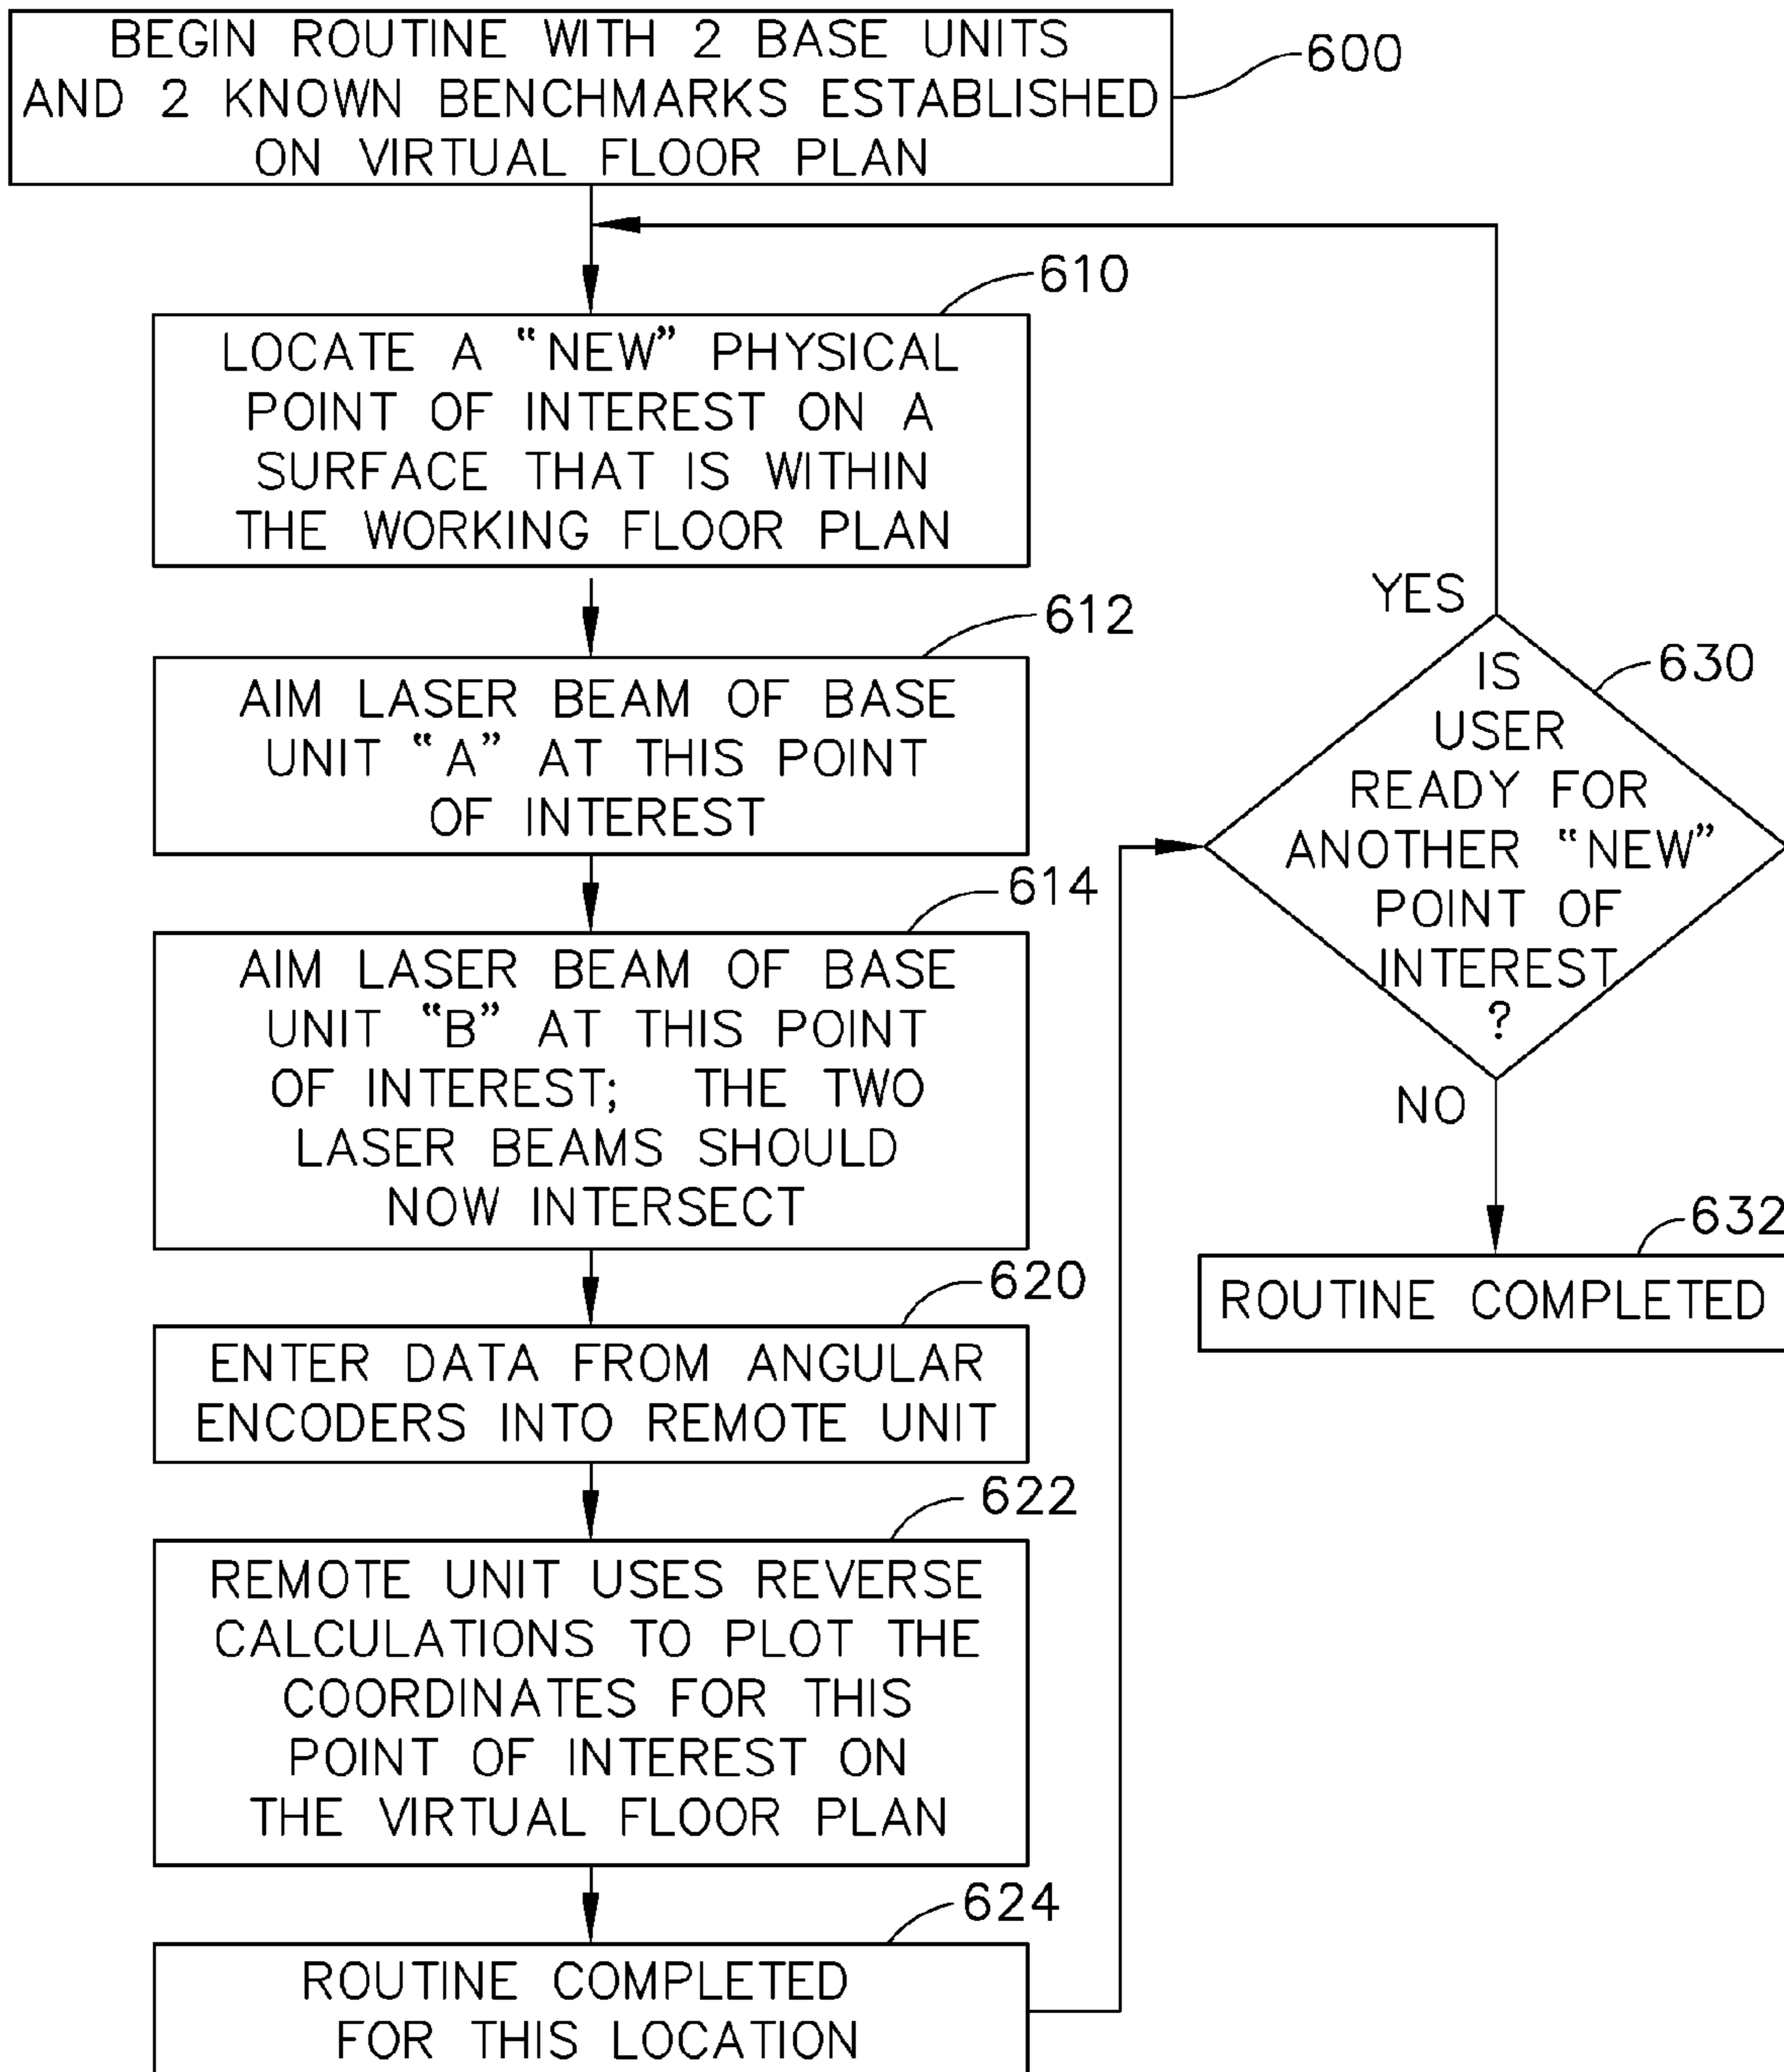 BEGIN ROUTINE WITH 2 BASE UNITS
AND 2 KNOWN BENCHMARKS ESTABLISHED
ON VIRTUAL FLOOR PLAN
600
610
LOCATE A “NEW” PHYSICAL
POINT OF INTEREST ON A
SURFACE THAT IS WITHIN
THE WORKING FLOOR PLAN
612
AIM LASER BEAM OF BASE
UNIT “A” AT THIS POINT
OF INTEREST
614
AIM LASER BEAM OF BASE
UNIT “B” AT THIS POINT
OF INTEREST; THE TWO
LASER BEAMS SHOULD
NOW INTERSECT
620
ENTER DATA FROM ANGULAR
ENCODERS INTO REMOTE UNIT
622
REMOTE UNIT USES REVERSE
CALCULATIONS TO PLOT THE
COORDINATES FOR THIS
POINT OF INTEREST ON
THE VIRTUAL FLOOR PLAN
624
ROUTINE COMPLETED
FOR THIS LOCATION
YES
630
IS
USER
READY FOR
ANOTHER “NEW”
POINT OF
INTEREST
?
NO
632
ROUTINE COMPLETED